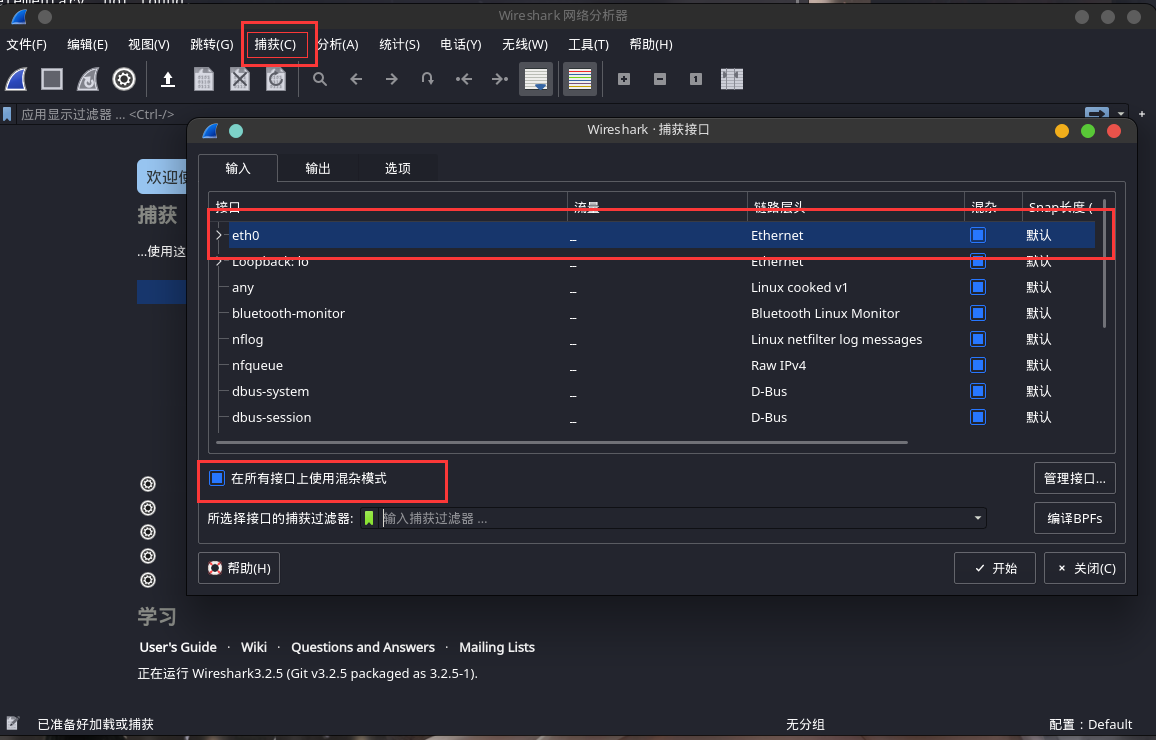 Wireshark 网络分析器
文件(F) 编辑(E) 视图(V) 跳转(G) 捕获(C) 分析(A) 统计(S) 电话(Y) 无线(W) 工具(T) 帮助(H)
应用显示过滤器 … <Ctrl-/>
Wireshark · 捕获接口
输入 输出 选项
欢迎使
捕获
…使用这
接口 流量 链路层头 混杂 Snap长度 (
eth0 _ Ethernet 默认
Loopback: lo _ Ethernet 默认
any _ Linux cooked v1 默认
bluetooth-monitor _ Bluetooth Linux Monitor 默认
nflog _ Linux netfilter log messages 默认
nfqueue _ Raw IPv4 默认
dbus-system _ D-Bus 默认
dbus-session _ D-Bus 默认
在所有接口上使用混杂模式 管理接口…
所选择接口的捕获过滤器: 输入捕获过滤器 … 编译BPFs
帮助(H) 开始 关闭(C)
学习
User's Guide · Wiki · Questions and Answers · Mailing Lists
正在运行 Wireshark3.2.5 (Git v3.2.5 packaged as 3.2.5-1).
已准备好加载或捕获 无分组 配置：Default